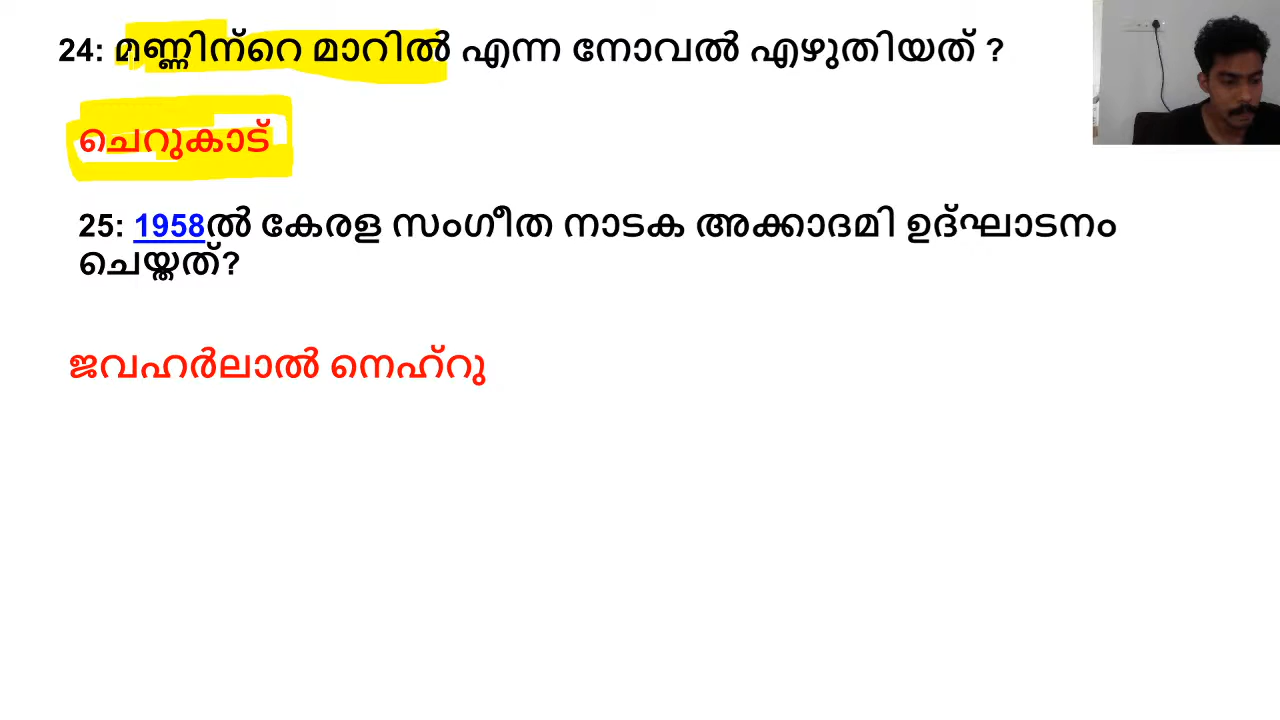 24: മണ്ണിന്റെ മാറിൽ എന്ന നോവൽ എഴുതിയത് ?
ചെറുകാട്
25: 1958ൽ കേരള സംഗീത നാടക അക്കാദമി ഉദ്ഘാടനം
ചെയ്തത്?
ജവഹർലാൽ നെഹ്റു